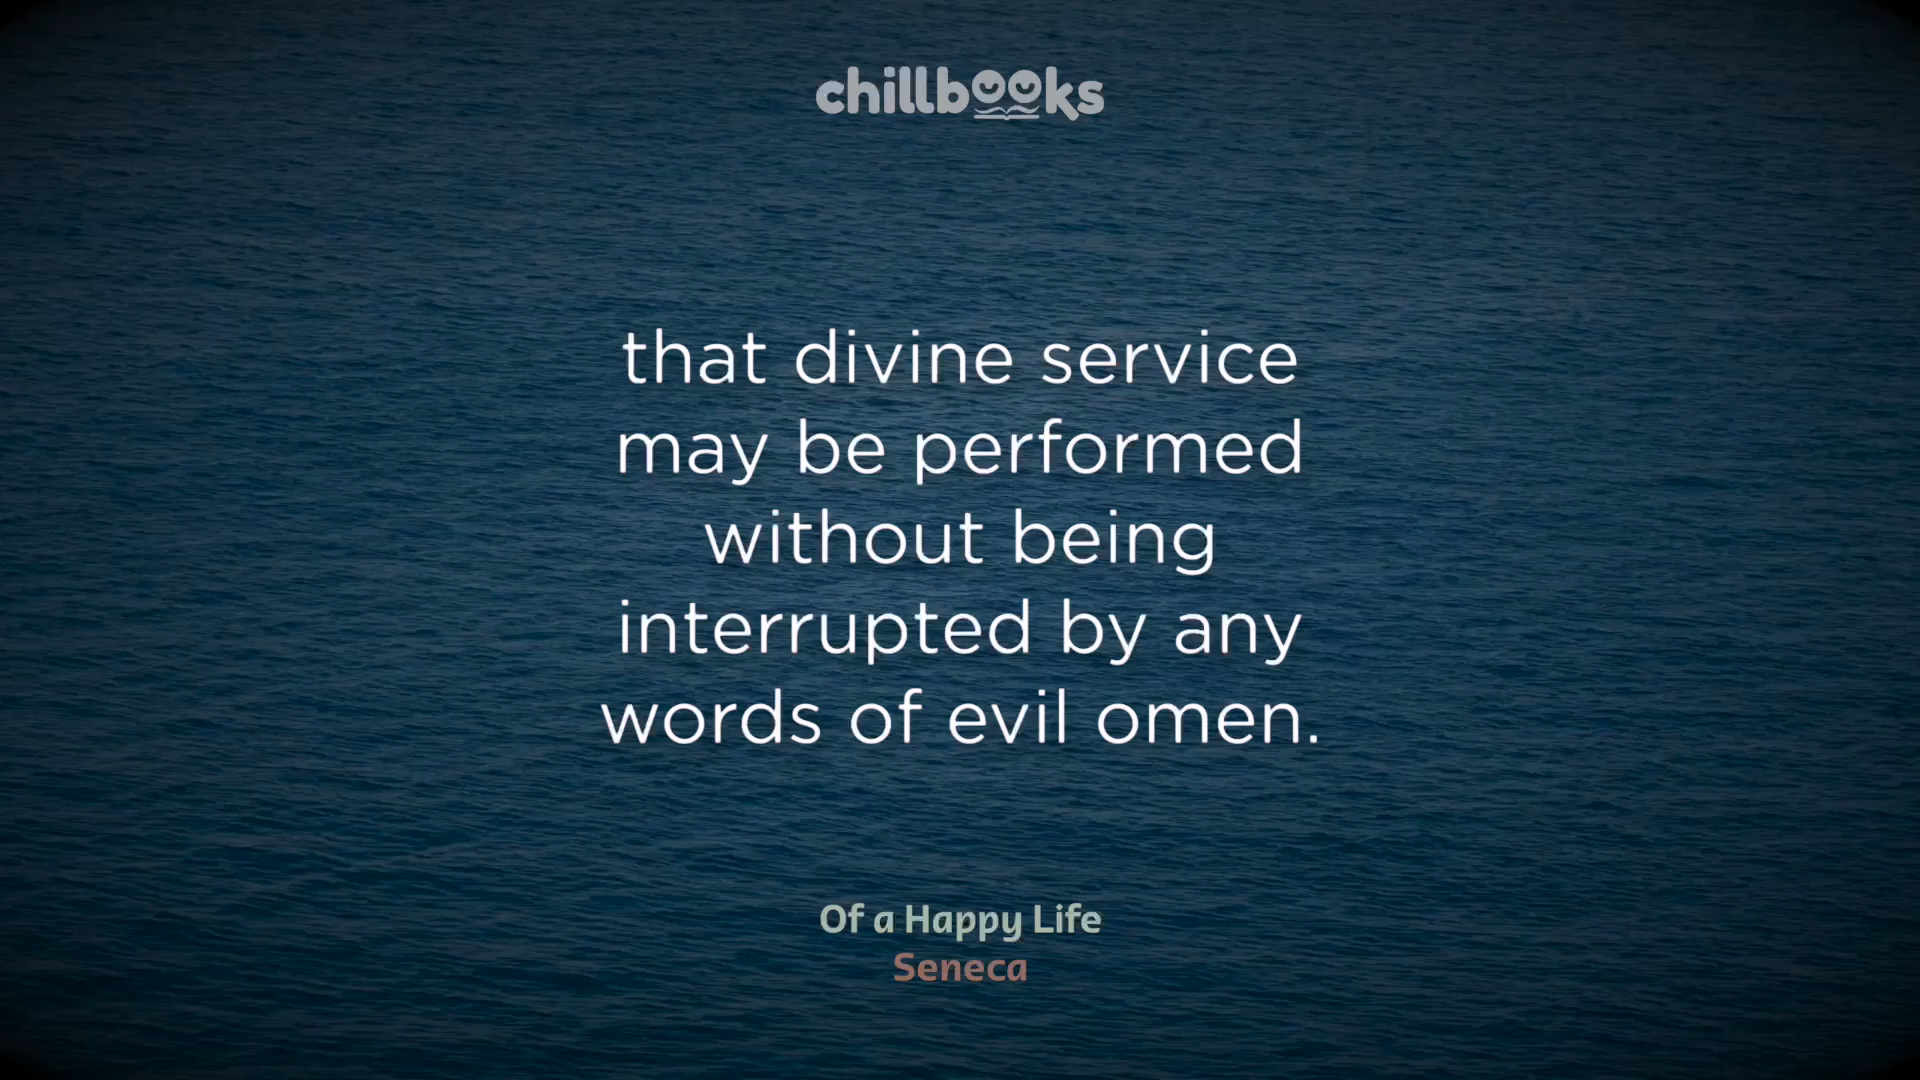 chillbooks
that divine service
may be performed
without being
interrupted by any
words of evil omen.
Of a Happy Life
Seneca